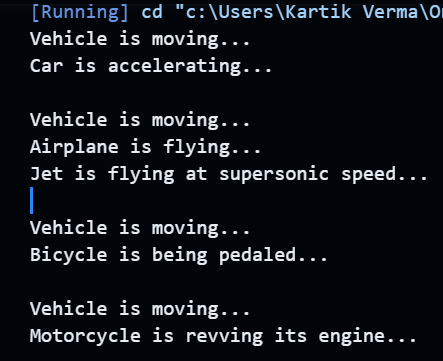 [Running] cd "c:\Users\Kartik Verma\O
Vehicle is moving...
Car is accelerating...
Vehicle is moving...
Airplane is flying...
Jet is flying at supersonic speed...
Vehicle is moving...
Bicycle is being pedaled...
Vehicle is moving...
Motorcycle is revving its engine...